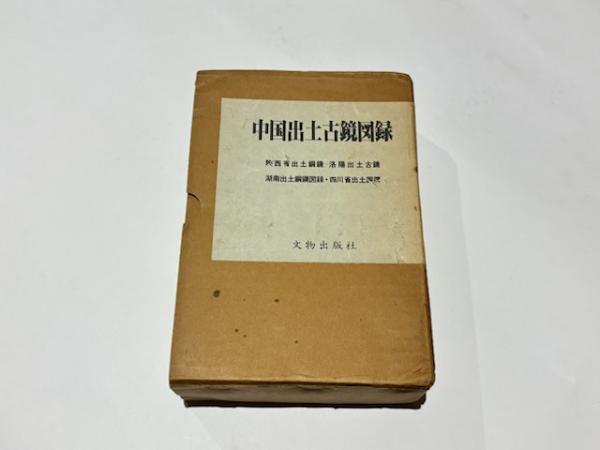 中国出土古鏡図録
陝西省出土銅鏡・洛陽出土古鏡
湖南出土銅鏡図録・四川省出土銅鏡
文物出版社